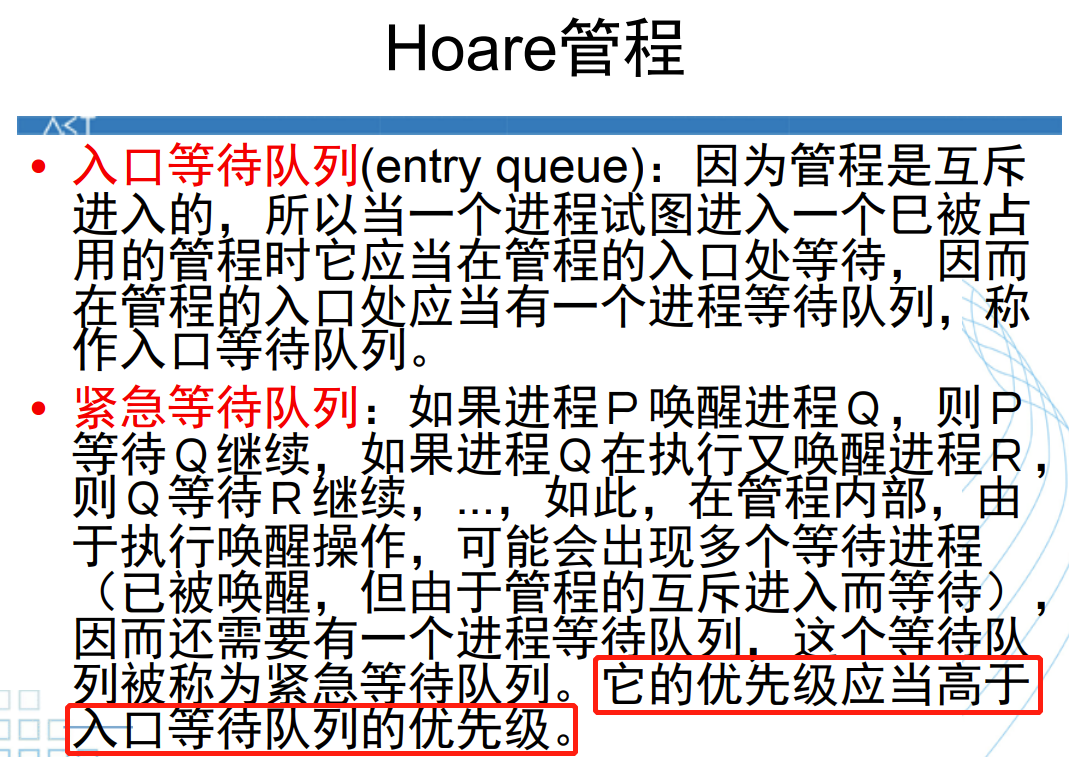 Hoare管程
ACT
• 入口等待队列(entry queue)：因为管程是互斥
进入的，所以当一个进程试图进入一个已被占
用的管程时它应当在管程的入口处等待，因而
在管程的入口处应当有一个进程等待队列，称
作入口等待队列。
• 紧急等待队列：如果进程Ｐ唤醒进程Ｑ，则Ｐ
等待Ｑ继续，如果进程Ｑ在执行又唤醒进程Ｒ，
则Ｑ等待Ｒ继续，...，如此，在管程内部，由
于执行唤醒操作，可能会出现多个等待进程
（已被唤醒，但由于管程的互斥进入而等待），
因而还需要有一个进程等待队列，这个等待队
列被称为紧急等待队列。它的优先级应当高于
入口等待队列的优先级。